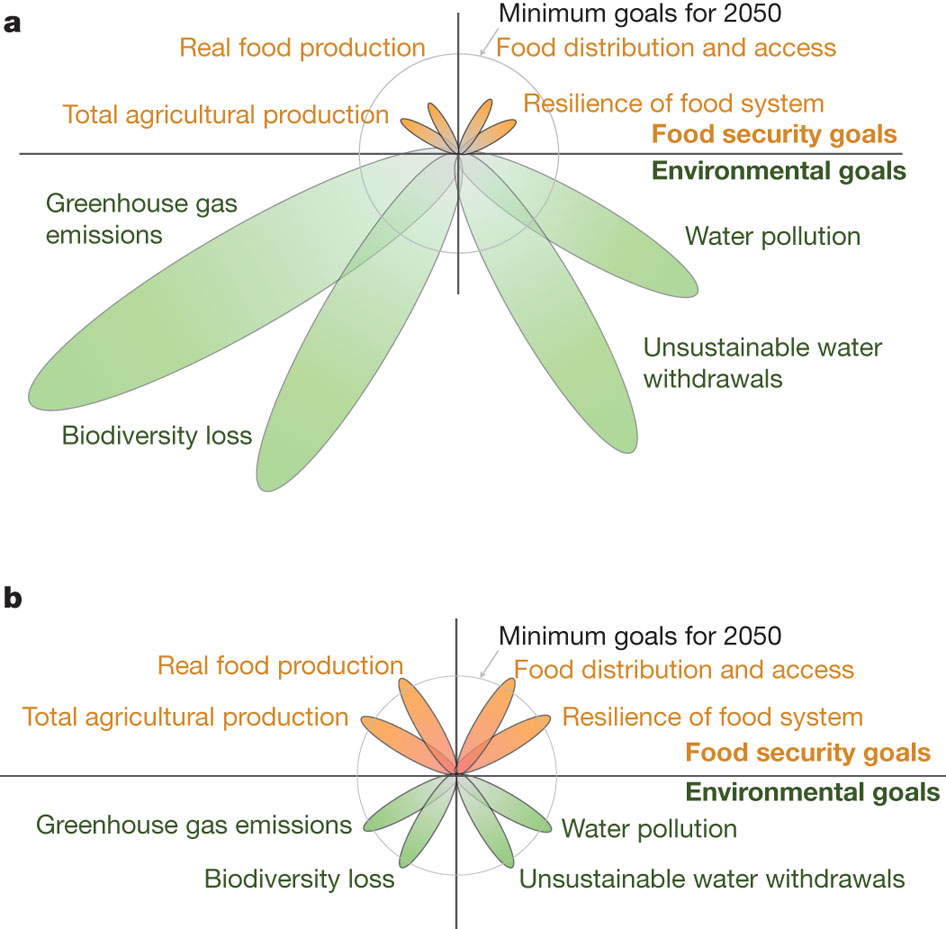 a
Minimum goals for 2050
Real food production
Food distribution and access
Total agricultural production
Resilience of food system
Food security goals
Environmental goals
Greenhouse gas
emissions
Water pollution
Unsustainable water
withdrawals
Biodiversity loss
b
Minimum goals for 2050
Real food production
Food distribution and access
Total agricultural production
Resilience of food system
Food security goals
Environmental goals
Greenhouse gas emissions
Water pollution
Biodiversity loss
Unsustainable water withdrawals